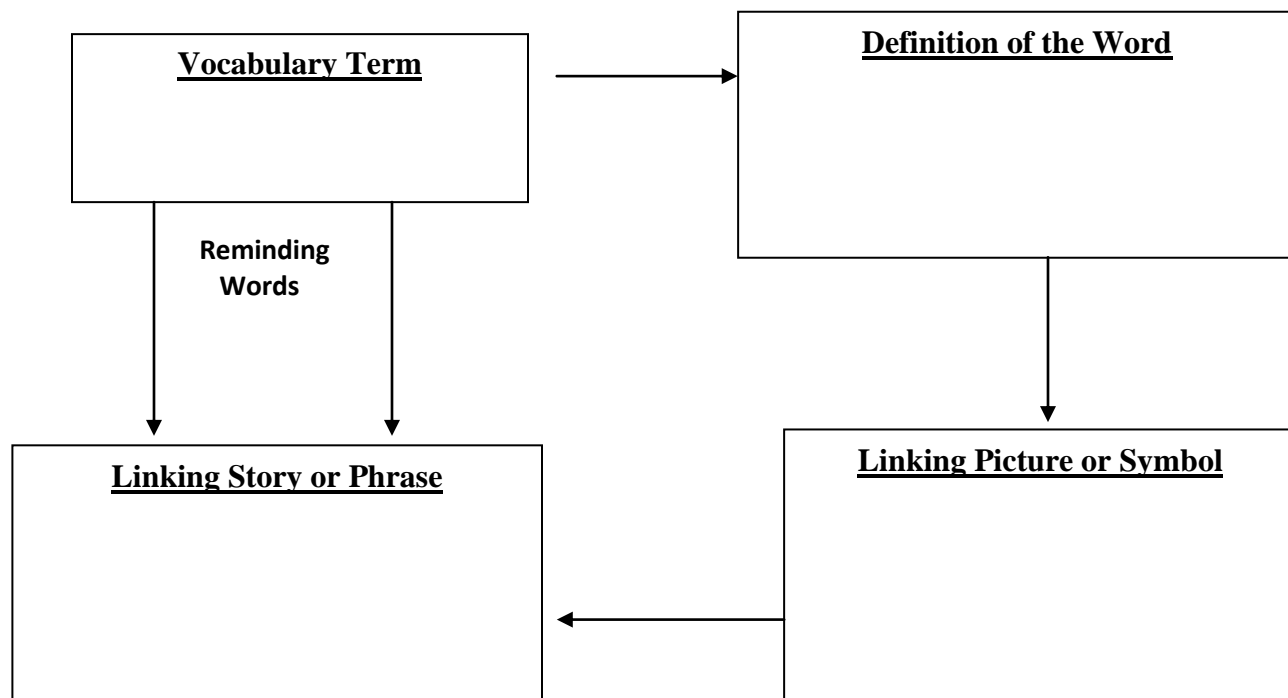 Vocabulary Term
Definition of the Word
Reminding
Words
Linking Story or Phrase
Linking Picture or Symbol